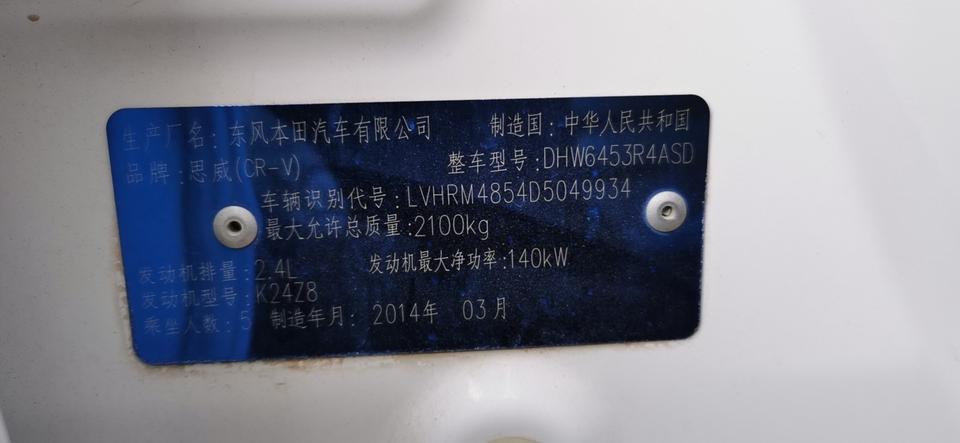 生产厂名：东风本田汽车有限公司 制造国：中华人民共和国
品牌：思威(CR-V) 整车型号：DHW6453R4ASD
车辆识别代号：LVHRM4854D5049934
最大允许总质量：2100kg
发动机排量：2.4L 发动机最大净功率：140kW
发动机型号：K24Z8
乘坐人数：5 制造年月：2014年 03月